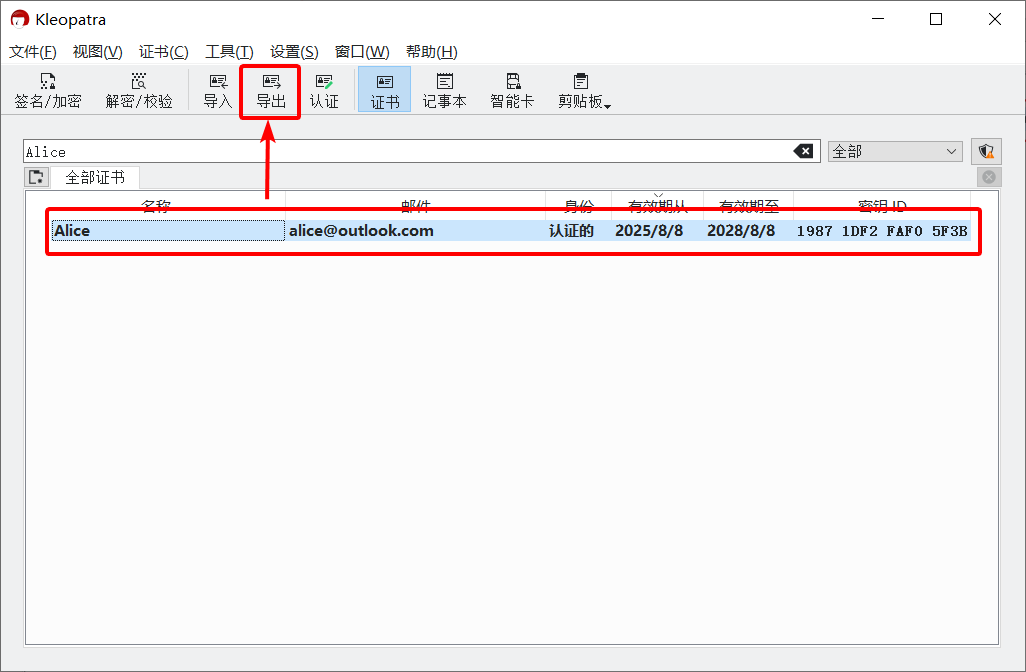 Kleopatra
文件(F) 视图(V) 证书(C) 工具(T) 设置(S) 窗口(W) 帮助(H)
签名/加密 解密/校验 导入 导出 认证 证书 记事本 智能卡 剪贴板
Alice 全部
全部证书
名称 邮件 身份 有效期从 有效期至 密钥 ID
Alice alice@outlook.com 认证的 2025/8/8 2028/8/8 1987 1DF2 FAF0 5F3B